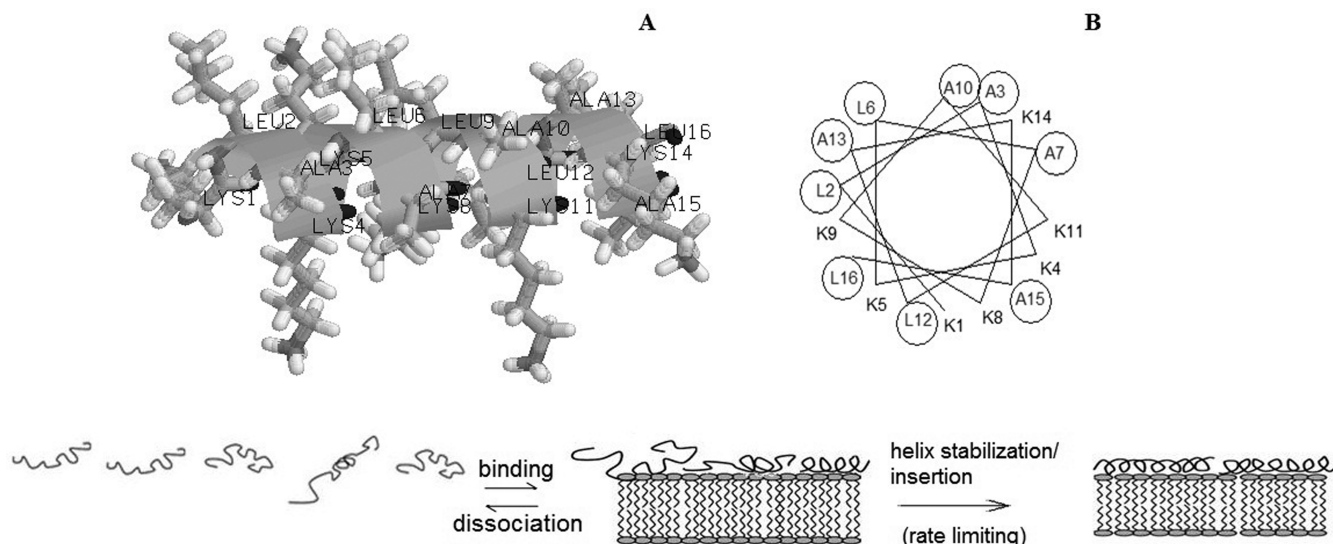 A
B
LEU2
LEU6
LEU9
ALA10
ALA13
LEU16
LYS1
ALA3
LYS5
LYS4
LYS8
LEU12
LYS11
LYS14
ALA15
A10
A3
L6
K14
A13
A7
L2
K9
K11
L16
K4
K5
A15
L12
K1
K8
binding
dissociation
helix stabilization/
insertion
(rate limiting)